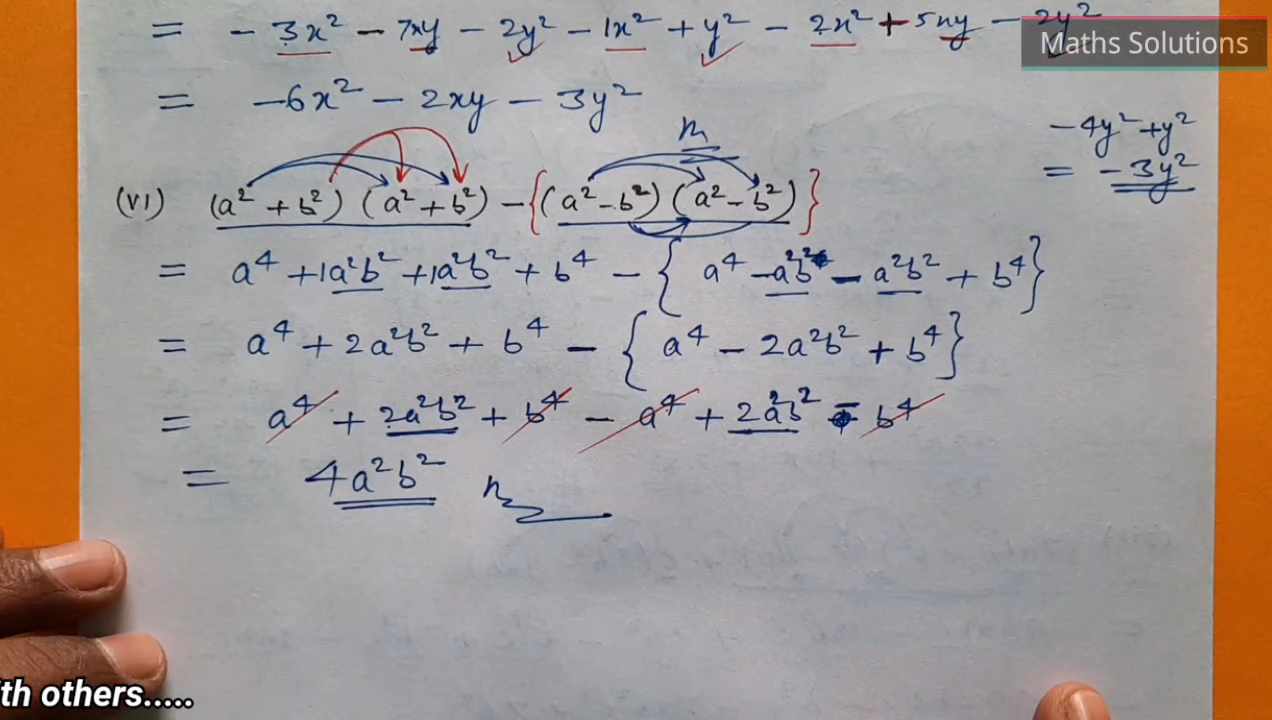 = - 3x² - 7xy - 2y² - 1x² + y² - 2x² + 5xy - 2y²
Maths Solutions
= -6x² - 2xy - 3y²
-4y² + y²
= -3y²
(VI) (a² + b²) (a² + b²) - {(a² - b²) (a² - b²)}
= a⁴ + 1a²b² + 1a²b² + b⁴ - { a⁴ - a²b² - a²b² + b⁴}
= a⁴ + 2a²b² + b⁴ - { a⁴ - 2a²b² + b⁴}
= a⁴ + 2a²b² + b⁴ - a⁴ + 2a²b² - b⁴
= 4a²b²
th others.....